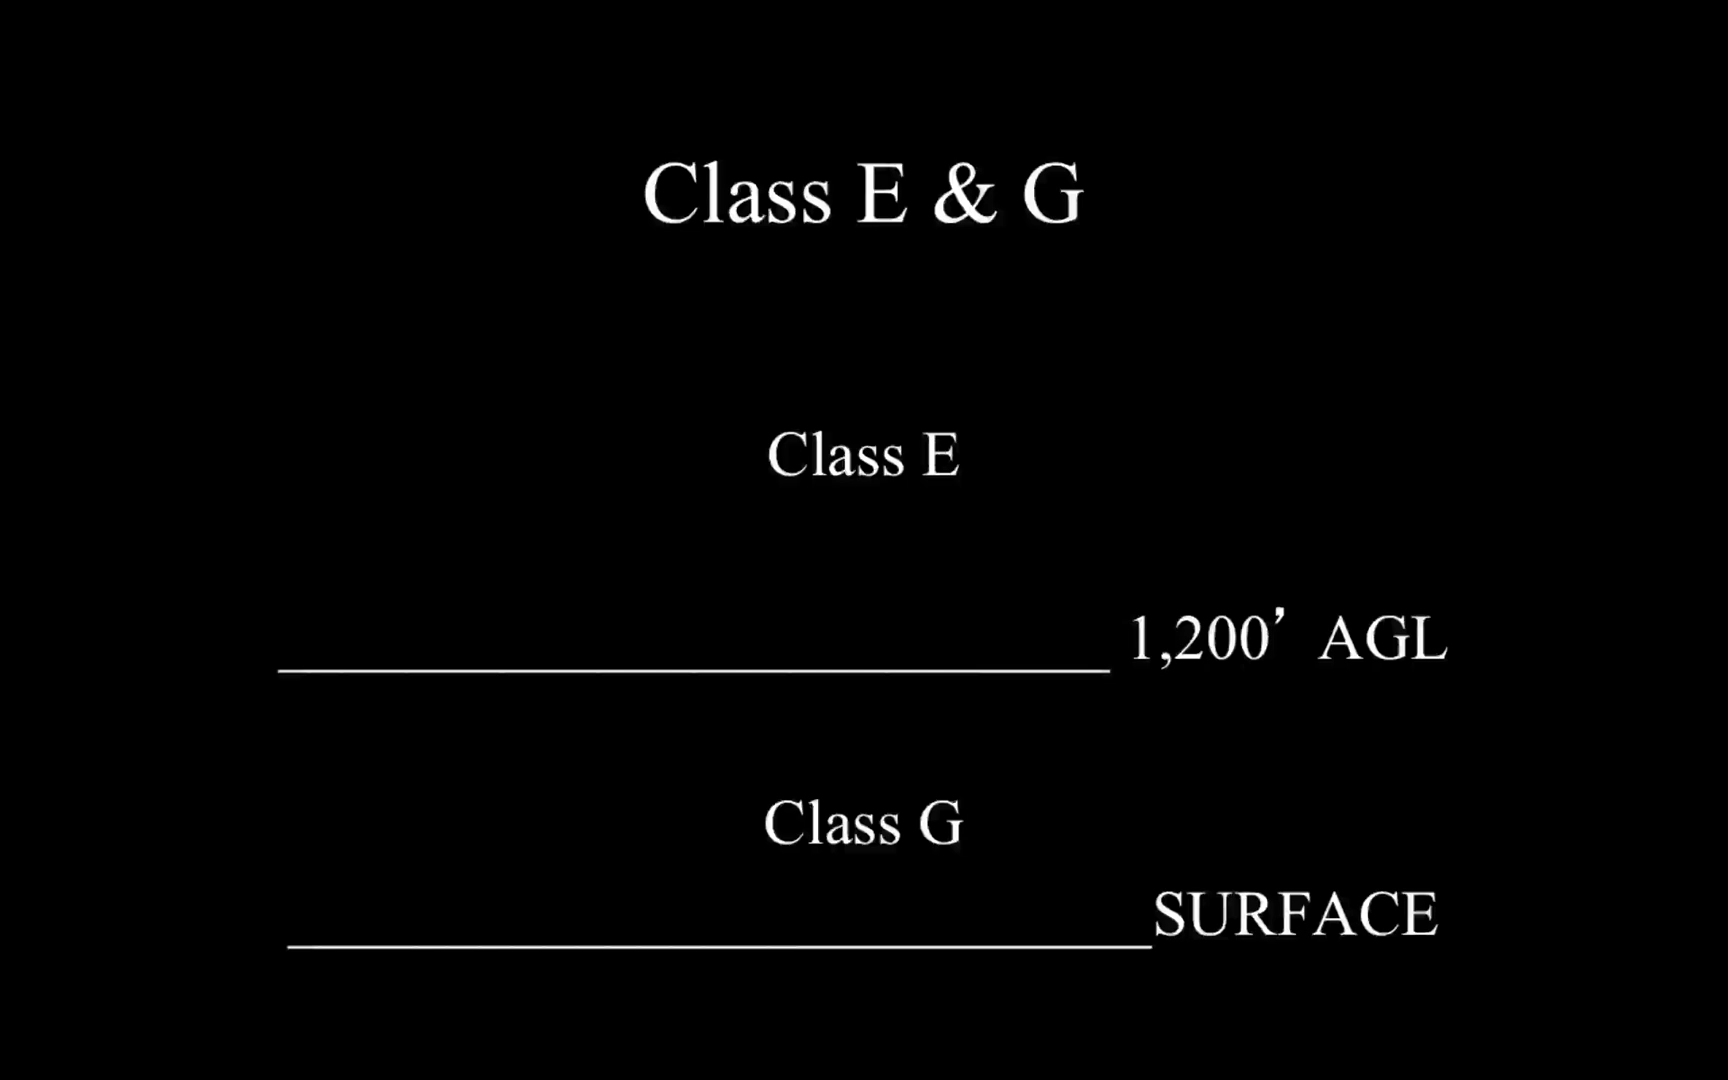 Class E & G
Class E
1,200’ AGL
Class G
SURFACE